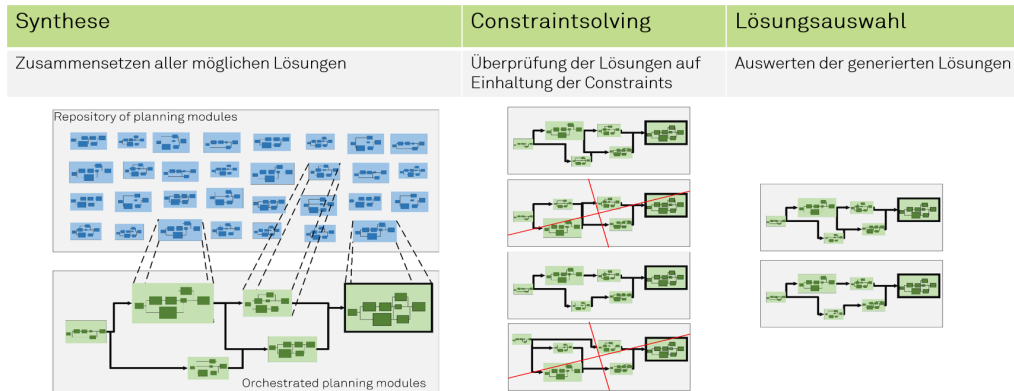 Synthese
Constraintsolving
Lösungsauswahl
Zusammensetzen aller möglichen Lösungen
Überprüfung der Lösungen auf
Einhaltung der Constraints
Auswerten der generierten Lösungen
Repository of planning modules
Orchestrated planning modules